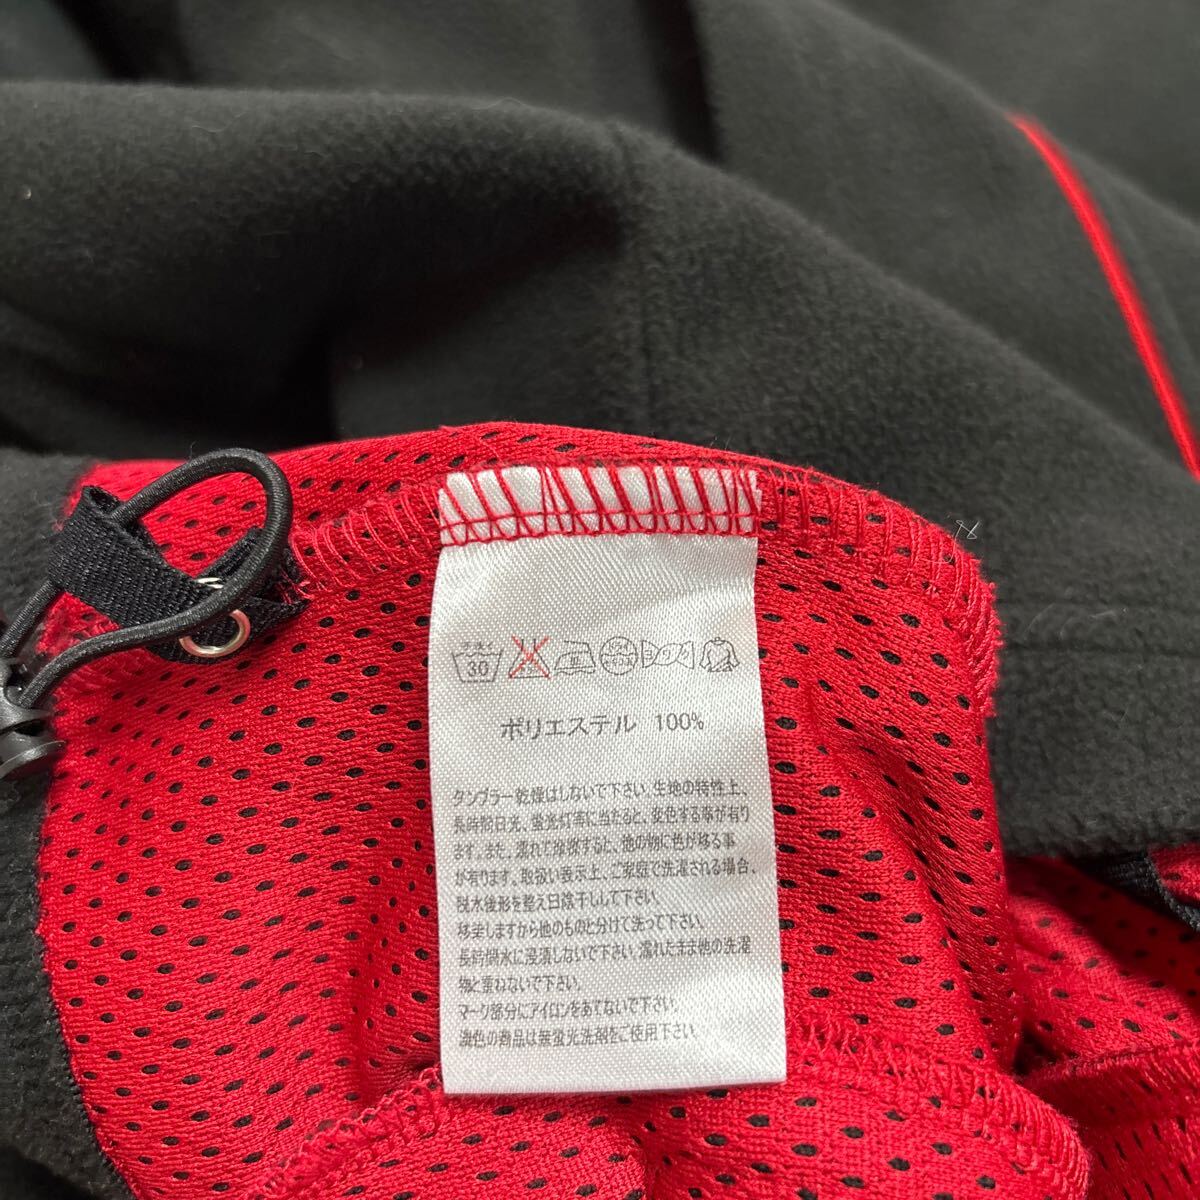 30
ポリエステル 100%
タンブラー乾燥はしないで下さい. 生地の特性上、
長時間日光、蛍光灯等に当たると、変色する事が有り
ます. また、濡れて放置すると、他の物に色が移る事
が有ります. 取扱い表示上、ご家庭で洗濯される場合、
脱水後形を整え日陰干しして下さい.
移染しますから他のものと分けて洗って下さい.
長時間水に浸漬しないで下さい. 濡れたまま他の洗濯
物と重ねないで下さい.
マーク部分にアイロンをあてないで下さい.
濃色の商品は無蛍光洗剤をご使用下さい.